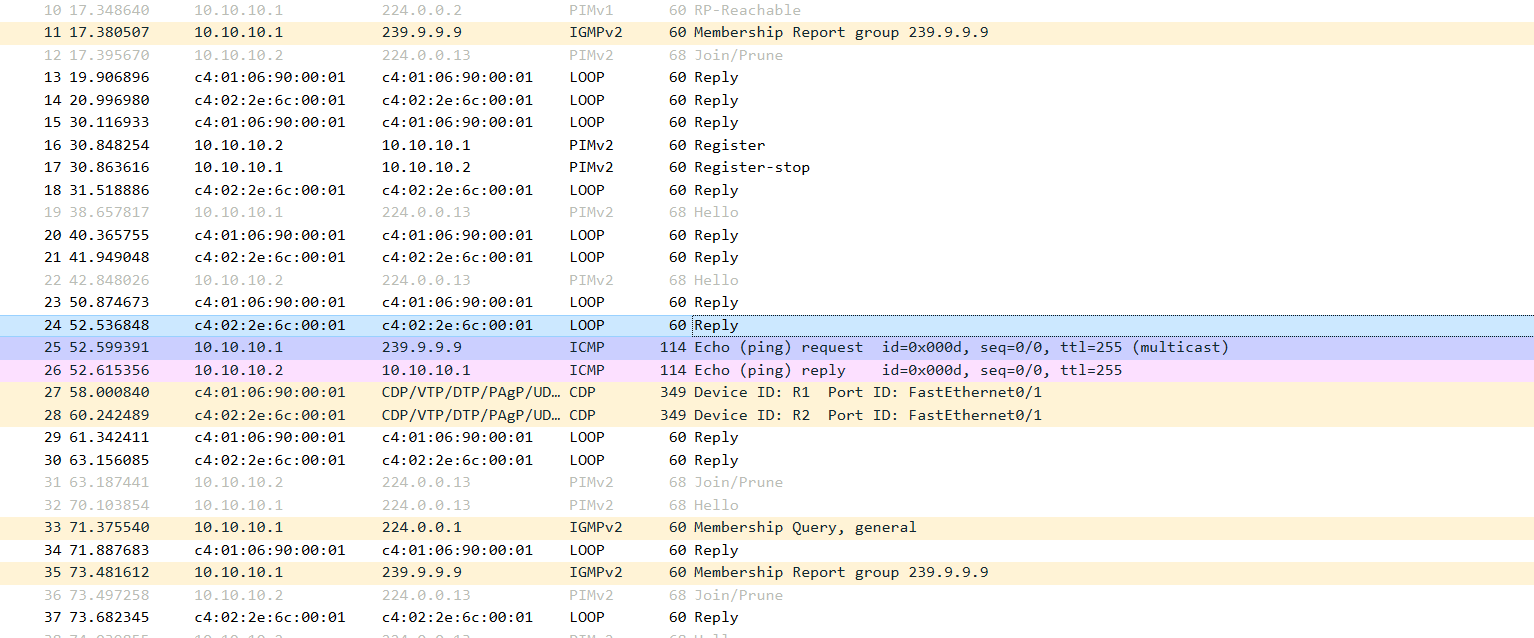 10 17.348640 10.10.10.1 224.0.0.2 PIMv1 60 RP-Reachable
11 17.380507 10.10.10.1 239.9.9.9 IGMPv2 60 Membership Report group 239.9.9.9
12 17.395670 10.10.10.2 224.0.0.13 PIMv2 68 Join/Prune
13 19.906896 c4:01:06:90:00:01 c4:01:06:90:00:01 LOOP 60 Reply
14 20.996980 c4:02:2e:6c:00:01 c4:02:2e:6c:00:01 LOOP 60 Reply
15 30.116933 c4:01:06:90:00:01 c4:01:06:90:00:01 LOOP 60 Reply
16 30.848254 10.10.10.2 10.10.10.1 PIMv2 60 Register
17 30.863616 10.10.10.1 10.10.10.2 PIMv2 60 Register-stop
18 31.518886 c4:02:2e:6c:00:01 c4:02:2e:6c:00:01 LOOP 60 Reply
19 38.657817 10.10.10.1 224.0.0.13 PIMv2 68 Hello
20 40.365755 c4:01:06:90:00:01 c4:01:06:90:00:01 LOOP 60 Reply
21 41.949048 c4:02:2e:6c:00:01 c4:02:2e:6c:00:01 LOOP 60 Reply
22 42.848026 10.10.10.2 224.0.0.13 PIMv2 68 Hello
23 50.874673 c4:01:06:90:00:01 c4:01:06:90:00:01 LOOP 60 Reply
24 52.536848 c4:02:2e:6c:00:01 c4:02:2e:6c:00:01 LOOP 60 Reply
25 52.599391 10.10.10.1 239.9.9.9 ICMP 114 Echo (ping) request id=0x000d, seq=0/0, ttl=255 (multicast)
26 52.615356 10.10.10.2 10.10.10.1 ICMP 114 Echo (ping) reply id=0x000d, seq=0/0, ttl=255
27 58.000840 c4:01:06:90:00:01 CDP/VTP/DTP/PAgP/UD… CDP 349 Device ID: R1 Port ID: FastEthernet0/1
28 60.242489 c4:02:2e:6c:00:01 CDP/VTP/DTP/PAgP/UD… CDP 349 Device ID: R2 Port ID: FastEthernet0/1
29 61.342411 c4:01:06:90:00:01 c4:01:06:90:00:01 LOOP 60 Reply
30 63.156085 c4:02:2e:6c:00:01 c4:02:2e:6c:00:01 LOOP 60 Reply
31 63.187441 10.10.10.2 224.0.0.13 PIMv2 68 Join/Prune
32 70.103854 10.10.10.1 224.0.0.13 PIMv2 68 Hello
33 71.375540 10.10.10.1 224.0.0.1 IGMPv2 60 Membership Query, general
34 71.887683 c4:01:06:90:00:01 c4:01:06:90:00:01 LOOP 60 Reply
35 73.481612 10.10.10.1 239.9.9.9 IGMPv2 60 Membership Report group 239.9.9.9
36 73.497258 10.10.10.2 224.0.0.13 PIMv2 68 Join/Prune
37 73.682345 c4:02:2e:6c:00:01 c4:02:2e:6c:00:01 LOOP 60 Reply